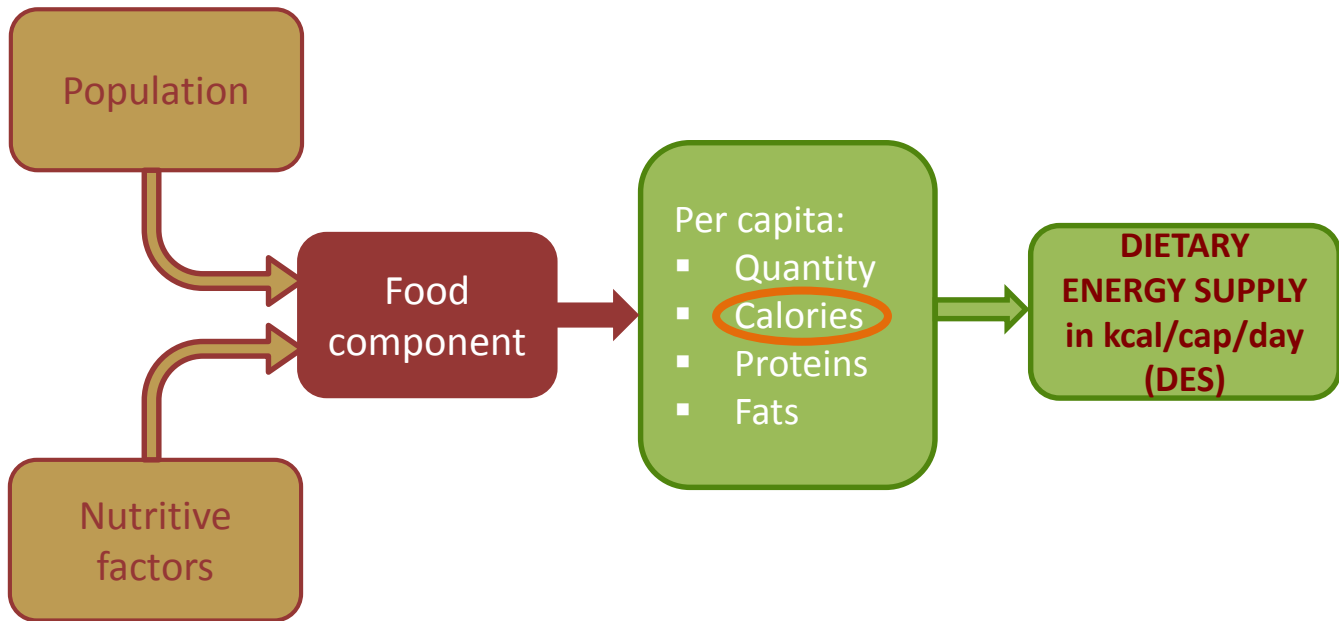 Population
Nutritive
factors
Food
component
Per capita:
▪ Quantity
▪ Calories
▪ Proteins
▪ Fats
DIETARY
ENERGY SUPPLY
in kcal/cap/day
(DES)